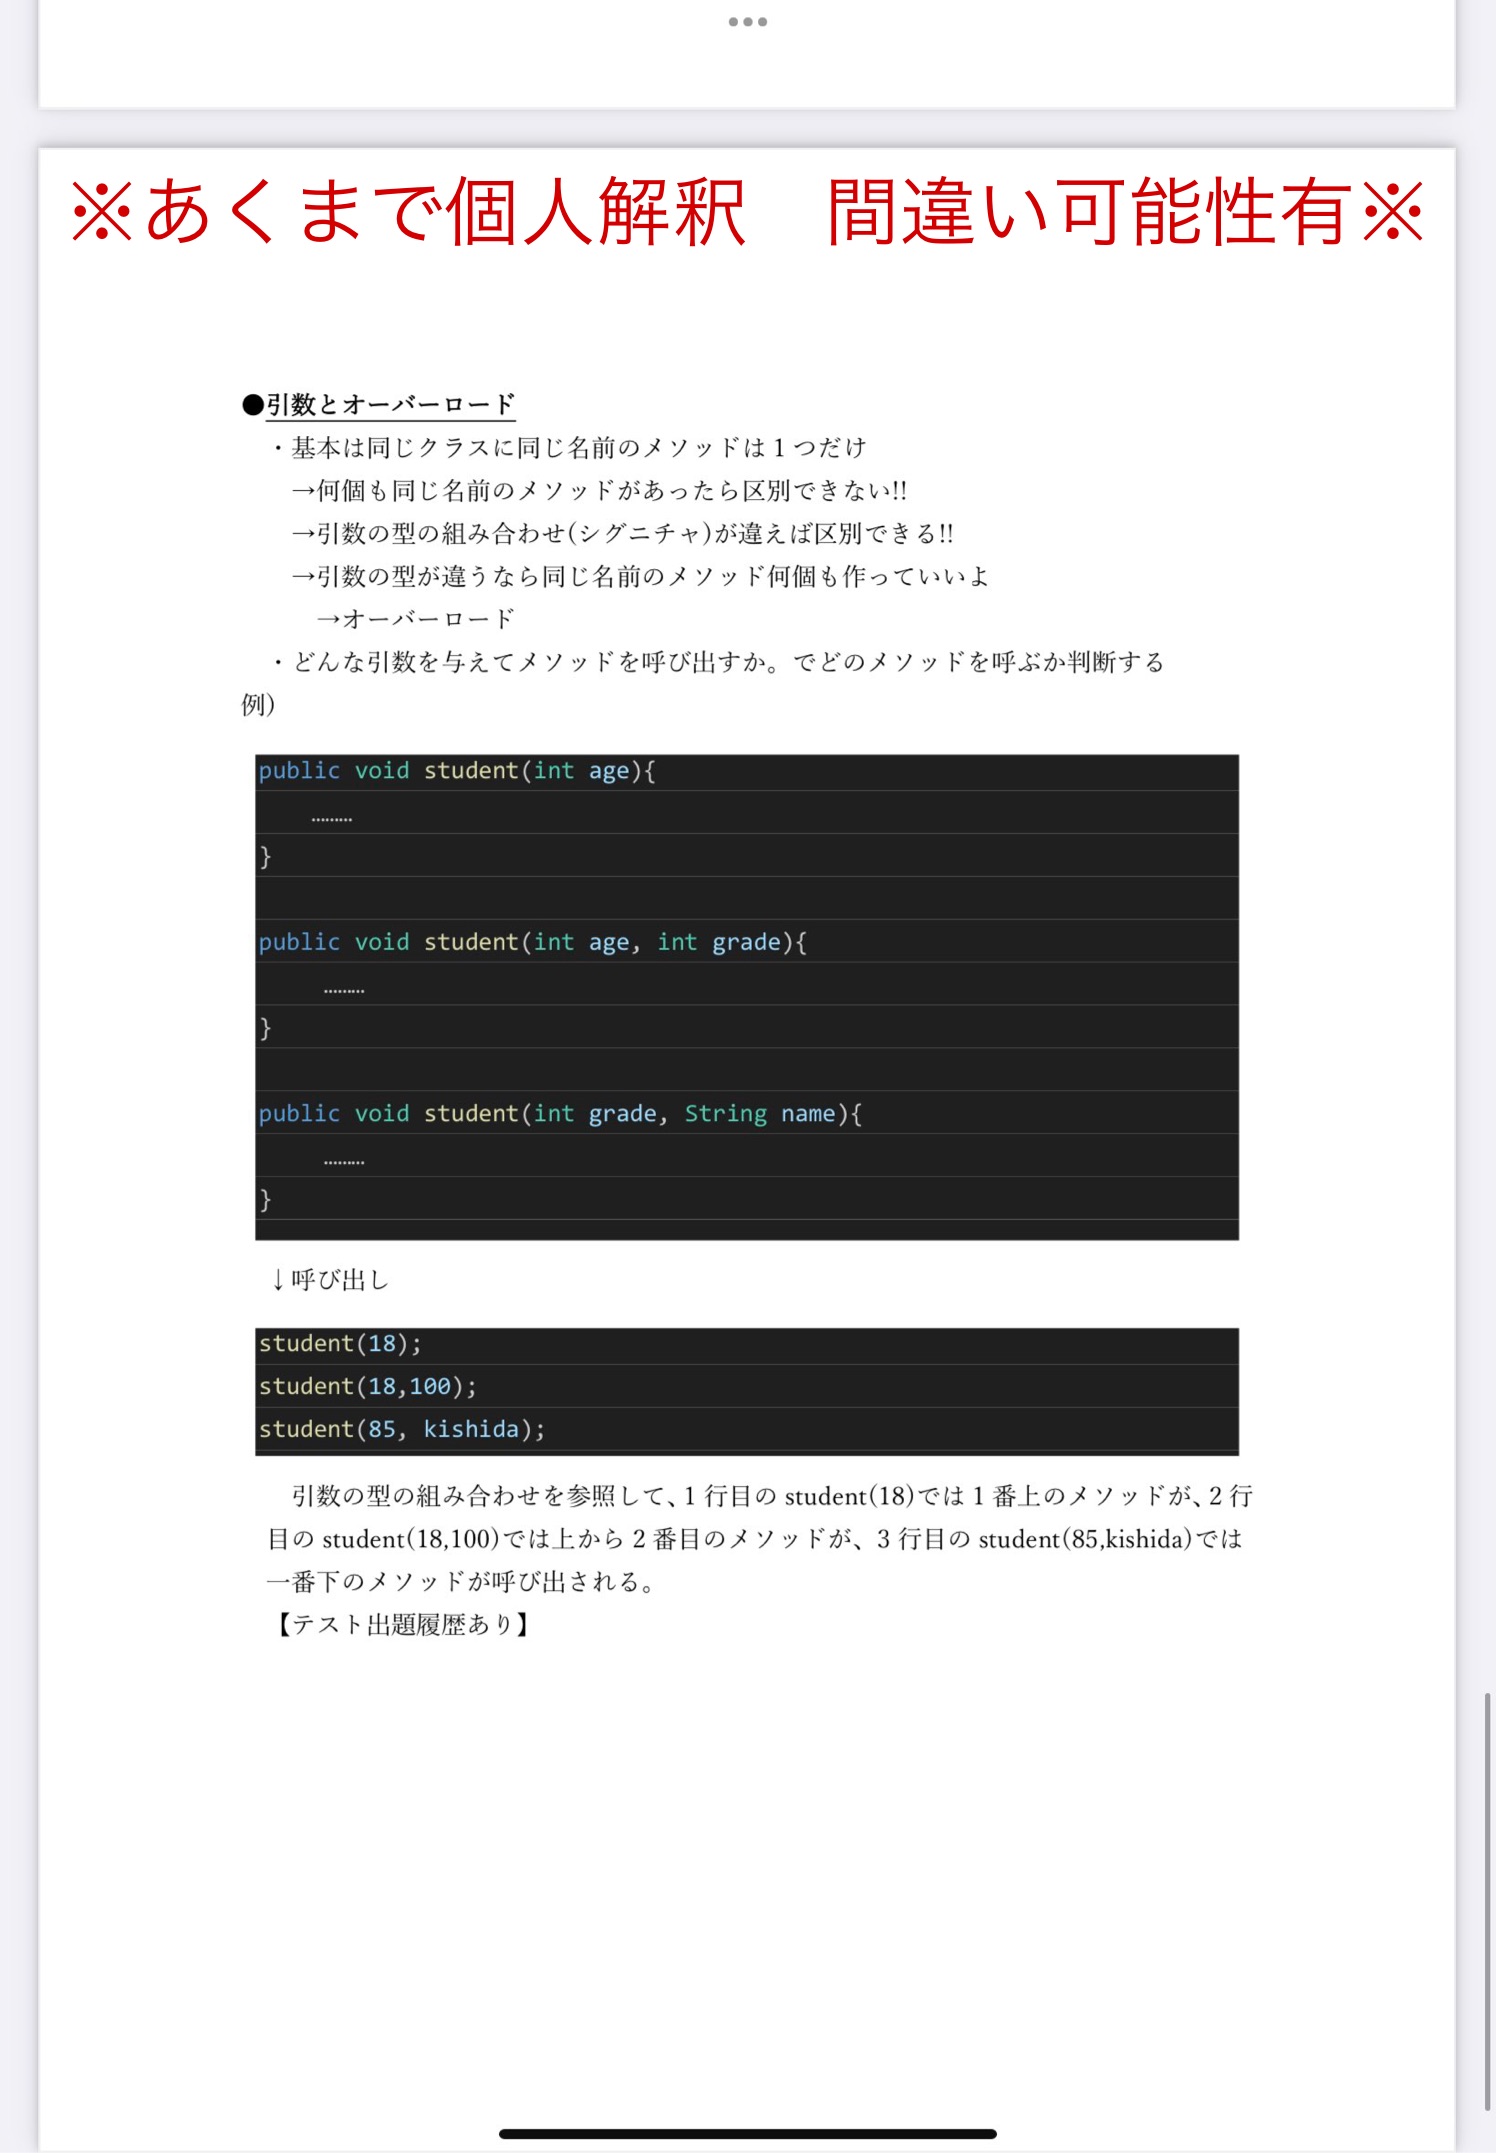 ※あくまで個人解釈　間違い可能性有※
●引数とオーバーロード
・基本は同じクラスに同じ名前のメソッドは 1 つだけ
→何個も同じ名前のメソッドがあったら区別できない!!
→引数の型の組み合わせ(シグニチャ)が違えば区別できる!!
→引数の型が違うなら同じ名前のメソッド何個も作っていいよ
→オーバーロード
・どんな引数を与えてメソッドを呼び出すか。でどのメソッドを呼ぶか判断する
例)
public void student(int age){
………
}
public void student(int age, int grade){
………
}
public void student(int grade, String name){
………
}
↓呼び出し
student(18);
student(18,100);
student(85, kishida);
引数の型の組み合わせを参照して、1 行目の student(18)では 1 番上のメソッドが、2 行
目の student(18,100)では上から 2 番目のメソッドが、3 行目の student(85,kishida)では
一番下のメソッドが呼び出される。
【テスト出題履歴あり】